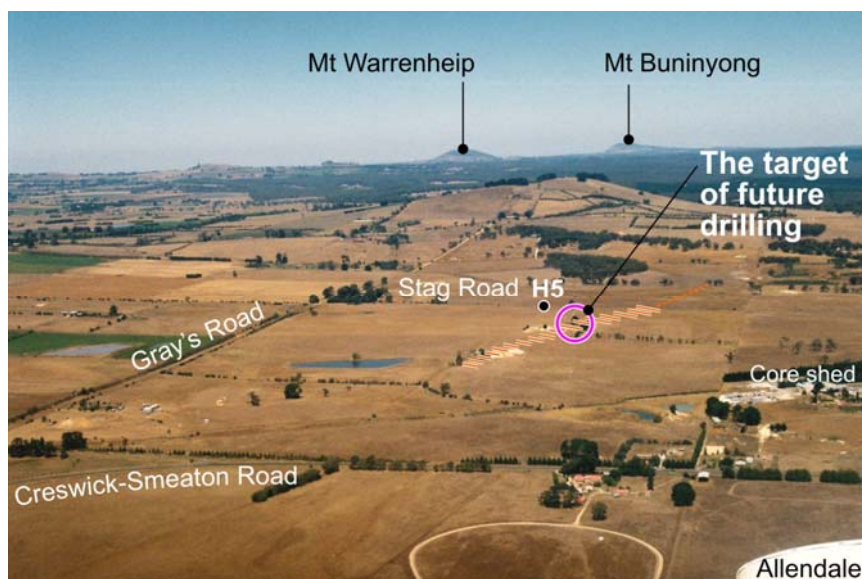 Mt Warrenheip
Mt Buninyong
The target
of future
drilling
Stag Road H5
Gray's Road
Core shed
Creswick-Smeaton Road
Allendale